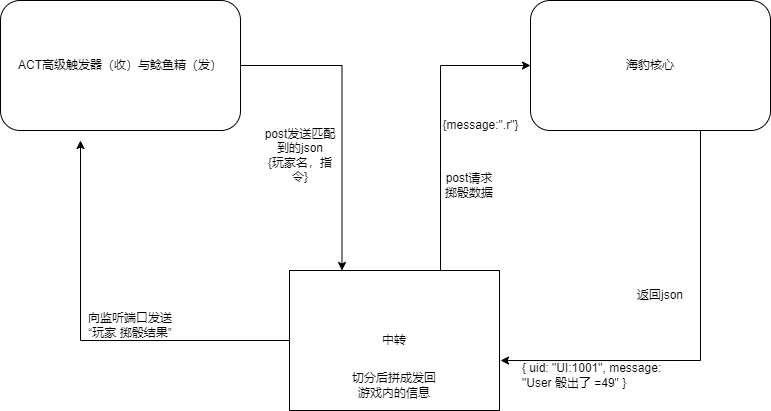 ACT高级触发器（收）与鲶鱼精（发）
海豹核心
post发送匹配
到的json
{玩家名，指
令}
{message:".r"}
post请求
掷骰数据
向监听端口发送
“玩家 掷骰结果”
中转
切分后拼成发回
游戏内的信息
返回json
{ uid: "UI:1001", message:
"User 骰出了 =49" }